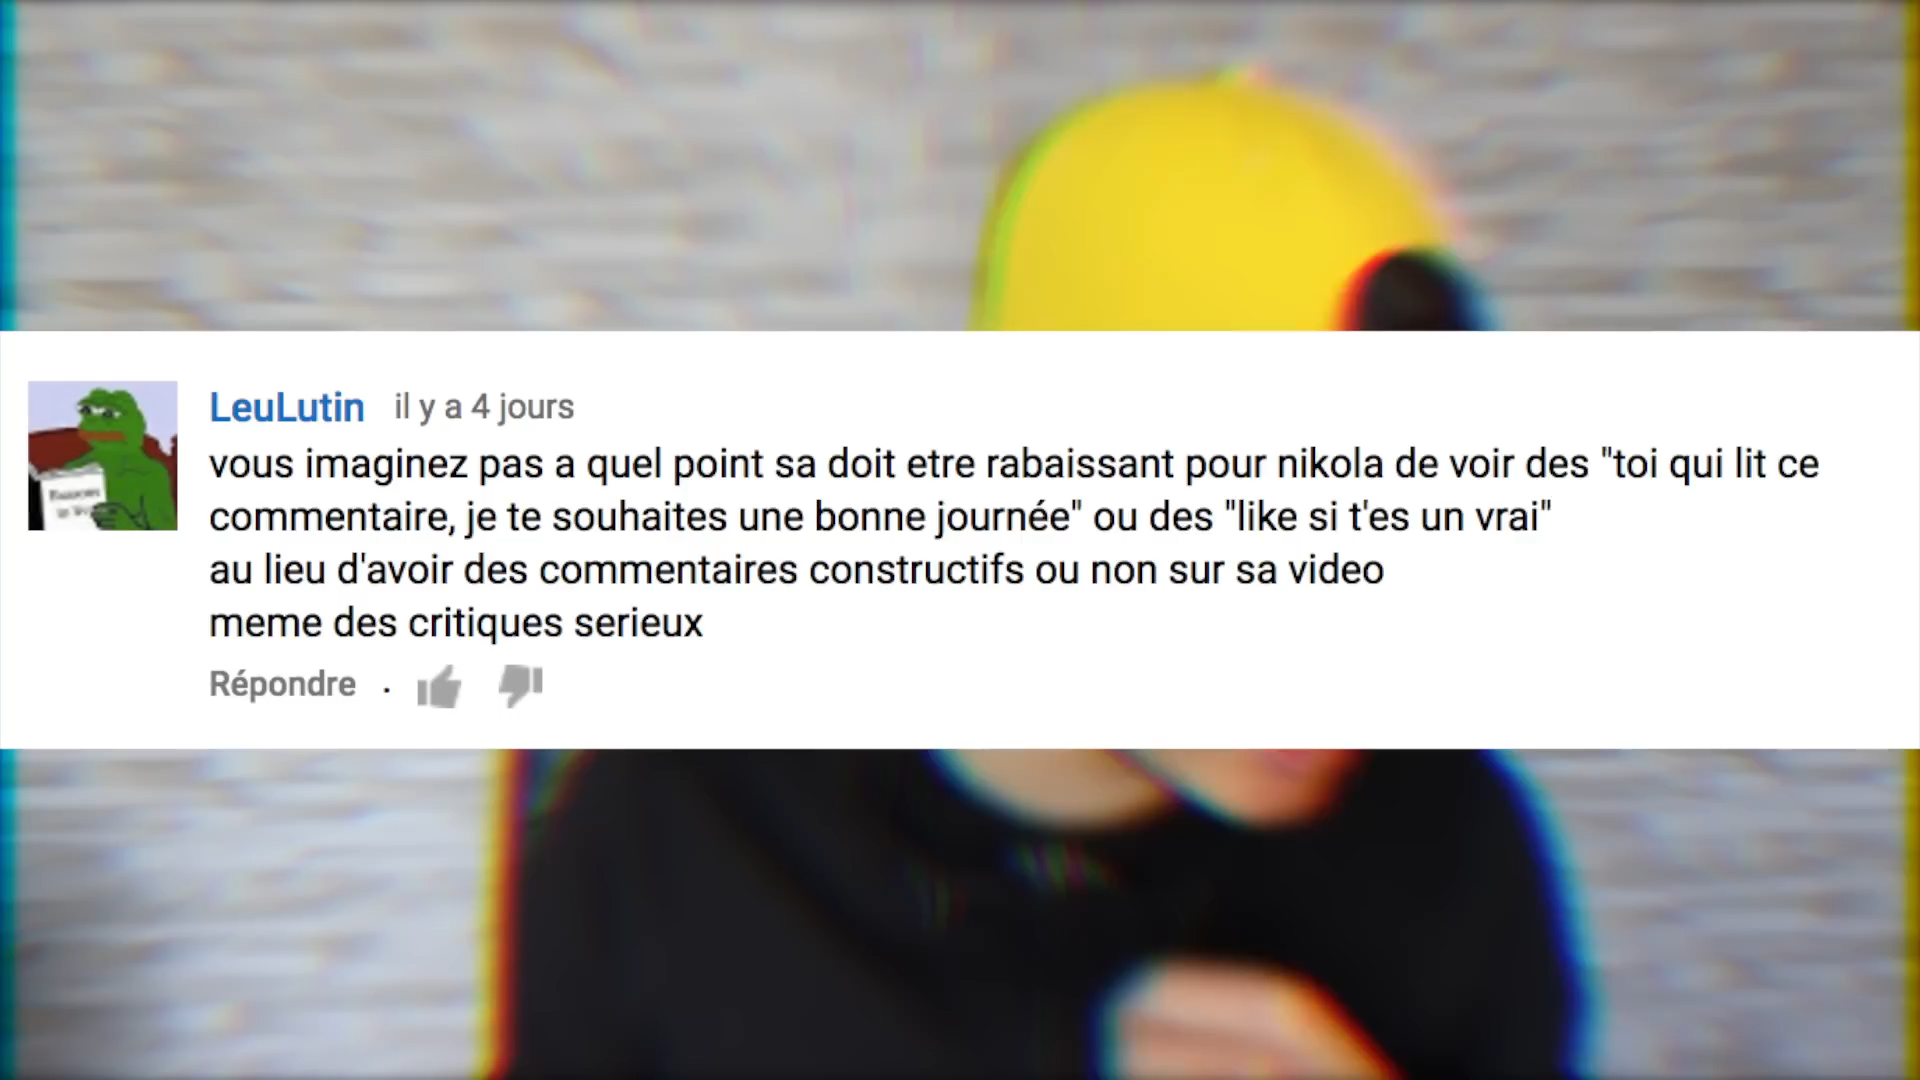 LeuLutin il y a 4 jours
vous imaginez pas a quel point sa doit etre rabaissant pour nikola de voir des "toi qui lit ce
commentaire, je te souhaites une bonne journée" ou des "like si t'es un vrai"
au lieu d'avoir des commentaires constructifs ou non sur sa video
meme des critiques serieux
Répondre .